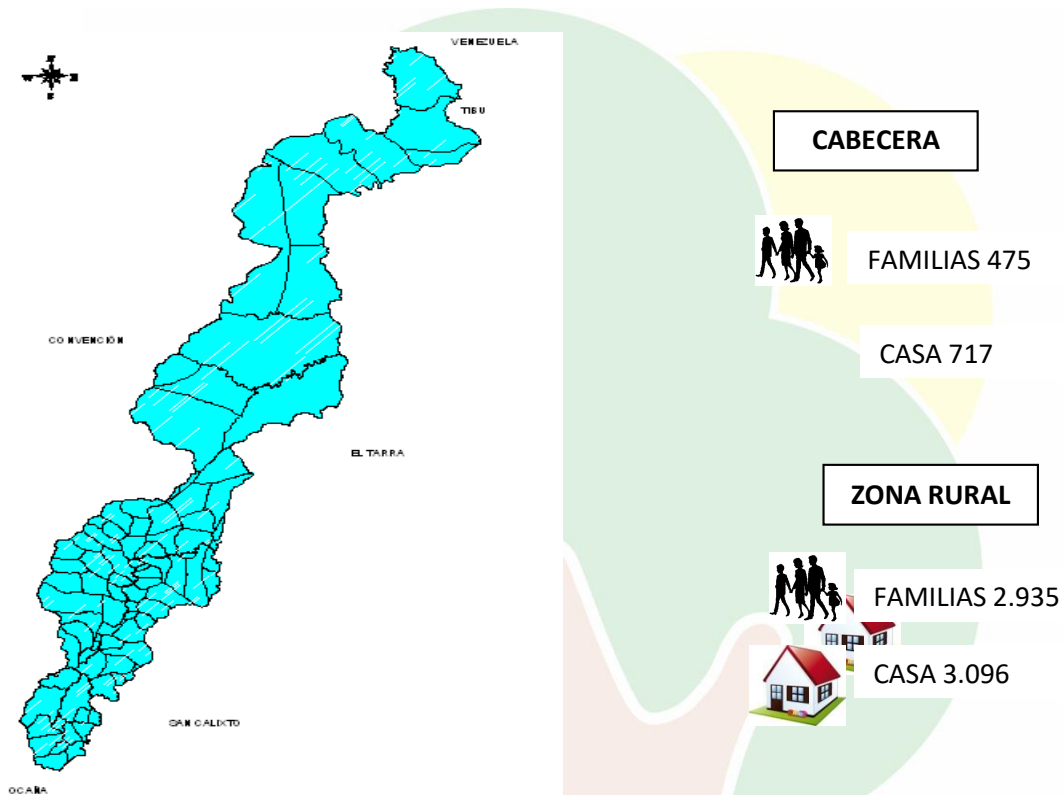 VENEZUELA
N
W E
S
TIBU
CABECERA
FAMILIAS 475
CONVENCIÓN
CASA 717
EL TARRA
ZONA RURAL
FAMILIAS 2.935
CASA 3.096
SAN CALIXTO
OCAÑA